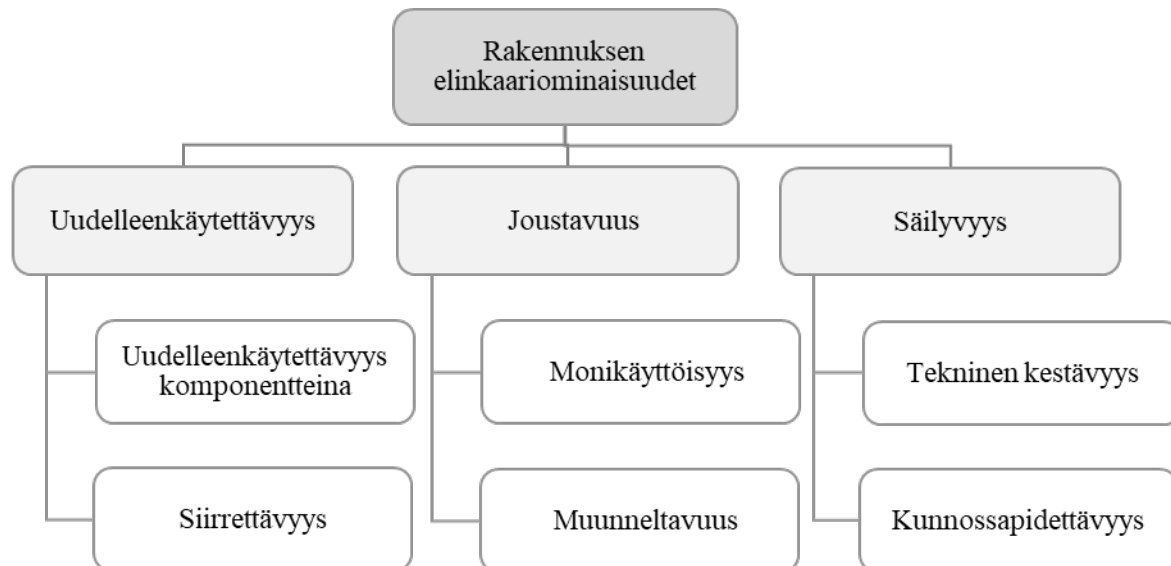 Rakennuksen
elinkaariominaisuudet
Uudelleenkäytettävyys
Joustavuus
Säilyvyys
Uudelleenkäytettävyys
komponentteina
Monikäyttöisyys
Tekninen kestävyys
Siirrettävyys
Muunneltavuus
Kunnossapidettävyys